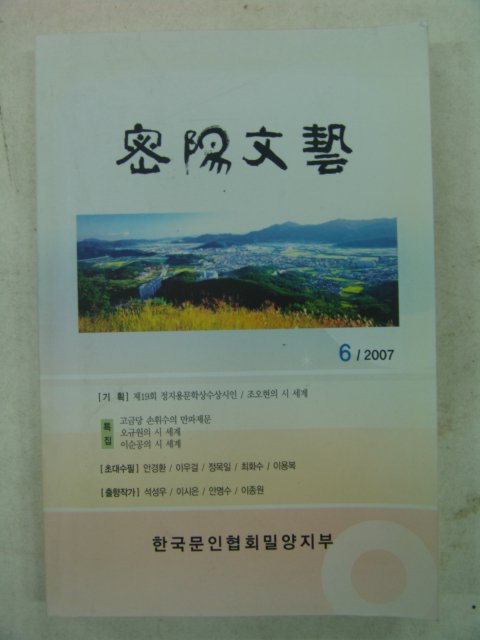 密陽文藝
6 / 2007
[기 획] 제19회 정지용문학상수상시인 / 조오현의 시 세계
특집
고금당 손휘수의 만파제문
오규원의 시 세계
이순공의 시 세계
[초대수필] 안경환 / 이우걸 / 정목일 / 최화수 / 이용목
[출향작가] 석성우 / 이시은 / 안명수 / 이종원
한국문인협회밀양지부